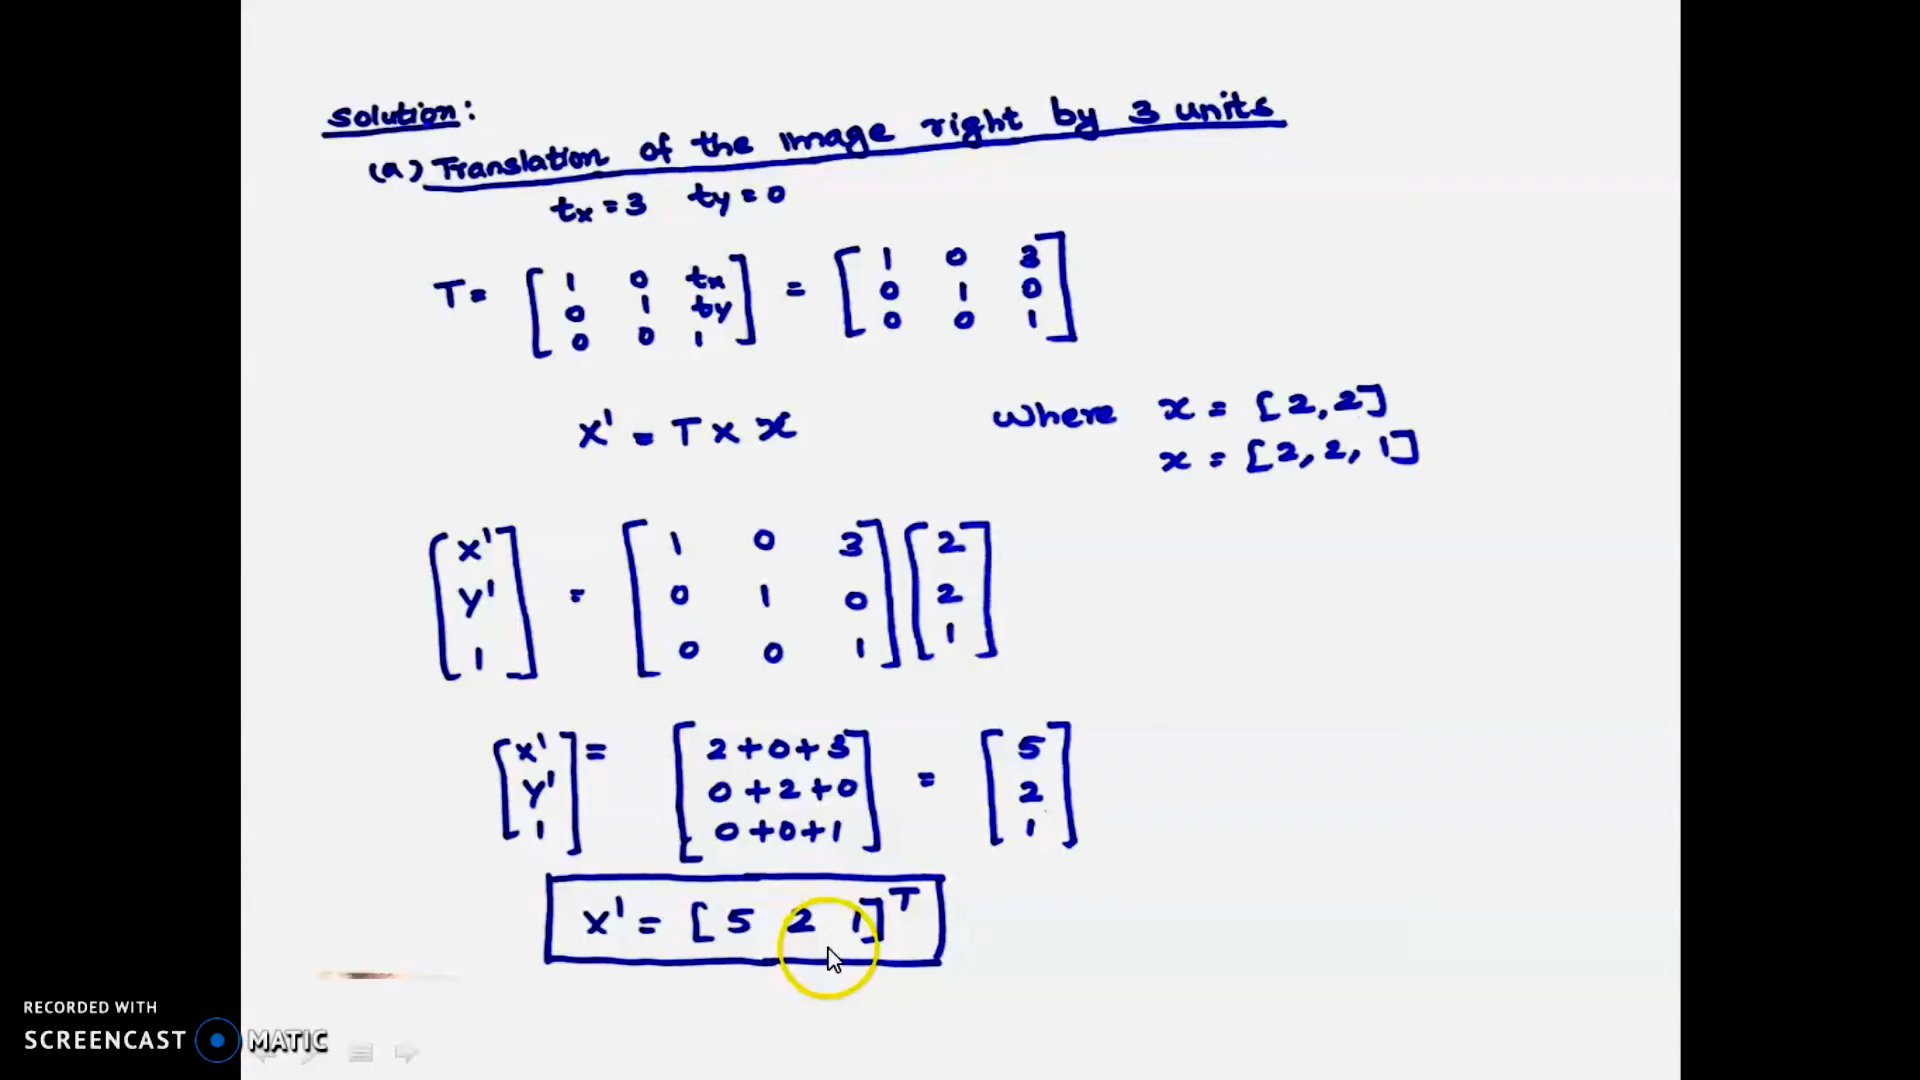 Solution:
(a) Translation of the image right by 3 units
tx = 3 ty = 0
T = [ 1 0 tx ] = [ 1 0 3 ]
0 1 ty 0 1 0
0 0 1 0 0 1
X' = T × x where x = [2, 2]
x = [2, 2, 1]
[ x' ] = [ 1 0 3 ] [ 2 ]
y' 0 1 0 2
1 0 0 1 1
[ x' ] = [ 2+0+3 ] = [ 5 ]
y' 0+2+0 2
1 0+0+1 1
X' = [ 5 2 1 ]ᵀ
RECORDED WITH
SCREENCAST MATIC